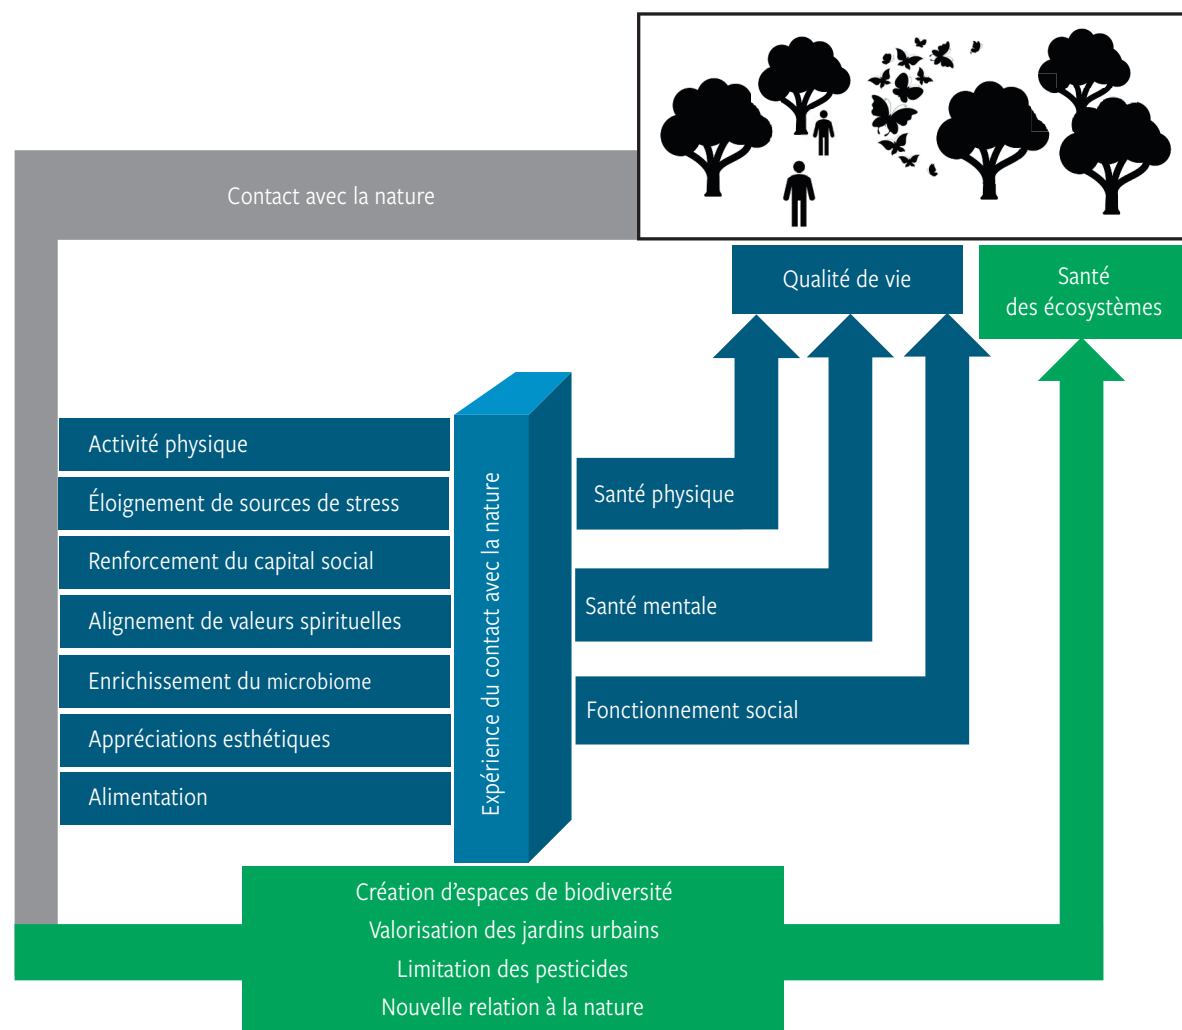 Contact avec la nature
Qualité de vie
Santé
des écosystèmes
Activité physique
Éloignement de sources de stress
Renforcement du capital social
Alignement de valeurs spirituelles
Enrichissement du microbiome
Appréciations esthétiques
Alimentation
Expérience du contact avec la nature
Santé physique
Santé mentale
Fonctionnement social
Création d'espaces de biodiversité
Valorisation des jardins urbains
Limitation des pesticides
Nouvelle relation à la nature